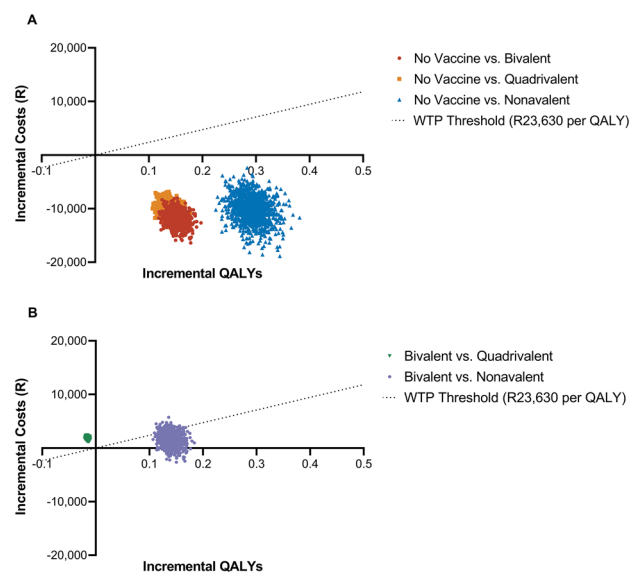 A
Incremental Costs (R)
20,000
10,000
-10,000
-20,000
-0.1
0.1
0.2
0.3
0.4
0.5
Incremental QALYs
No Vaccine vs. Bivalent
No Vaccine vs. Quadrivalent
No Vaccine vs. Nonavalent
WTP Threshold (R23,630 per QALY)
B
Incremental Costs (R)
20,000
10,000
-10,000
-20,000
-0.1
0.1
0.2
0.3
0.4
0.5
Incremental QALYs
Bivalent vs. Quadrivalent
Bivalent vs. Nonavalent
WTP Threshold (R23,630 per QALY)